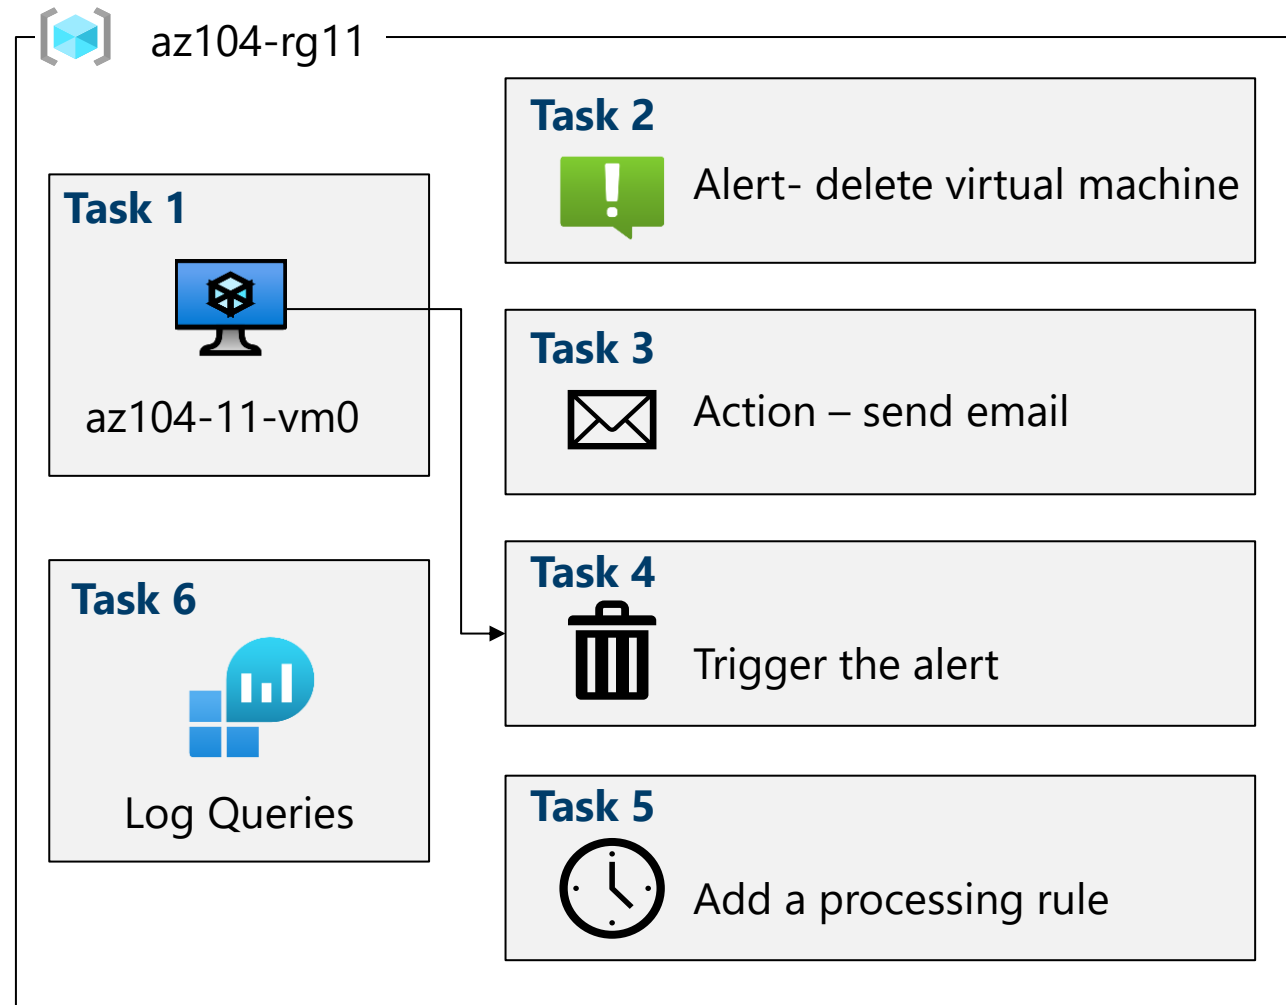 az104-rg11
Task 1
az104-11-vm0
Task 2
Alert- delete virtual machine
Task 3
Action – send email
Task 4
Trigger the alert
Task 5
Add a processing rule
Task 6
Log Queries